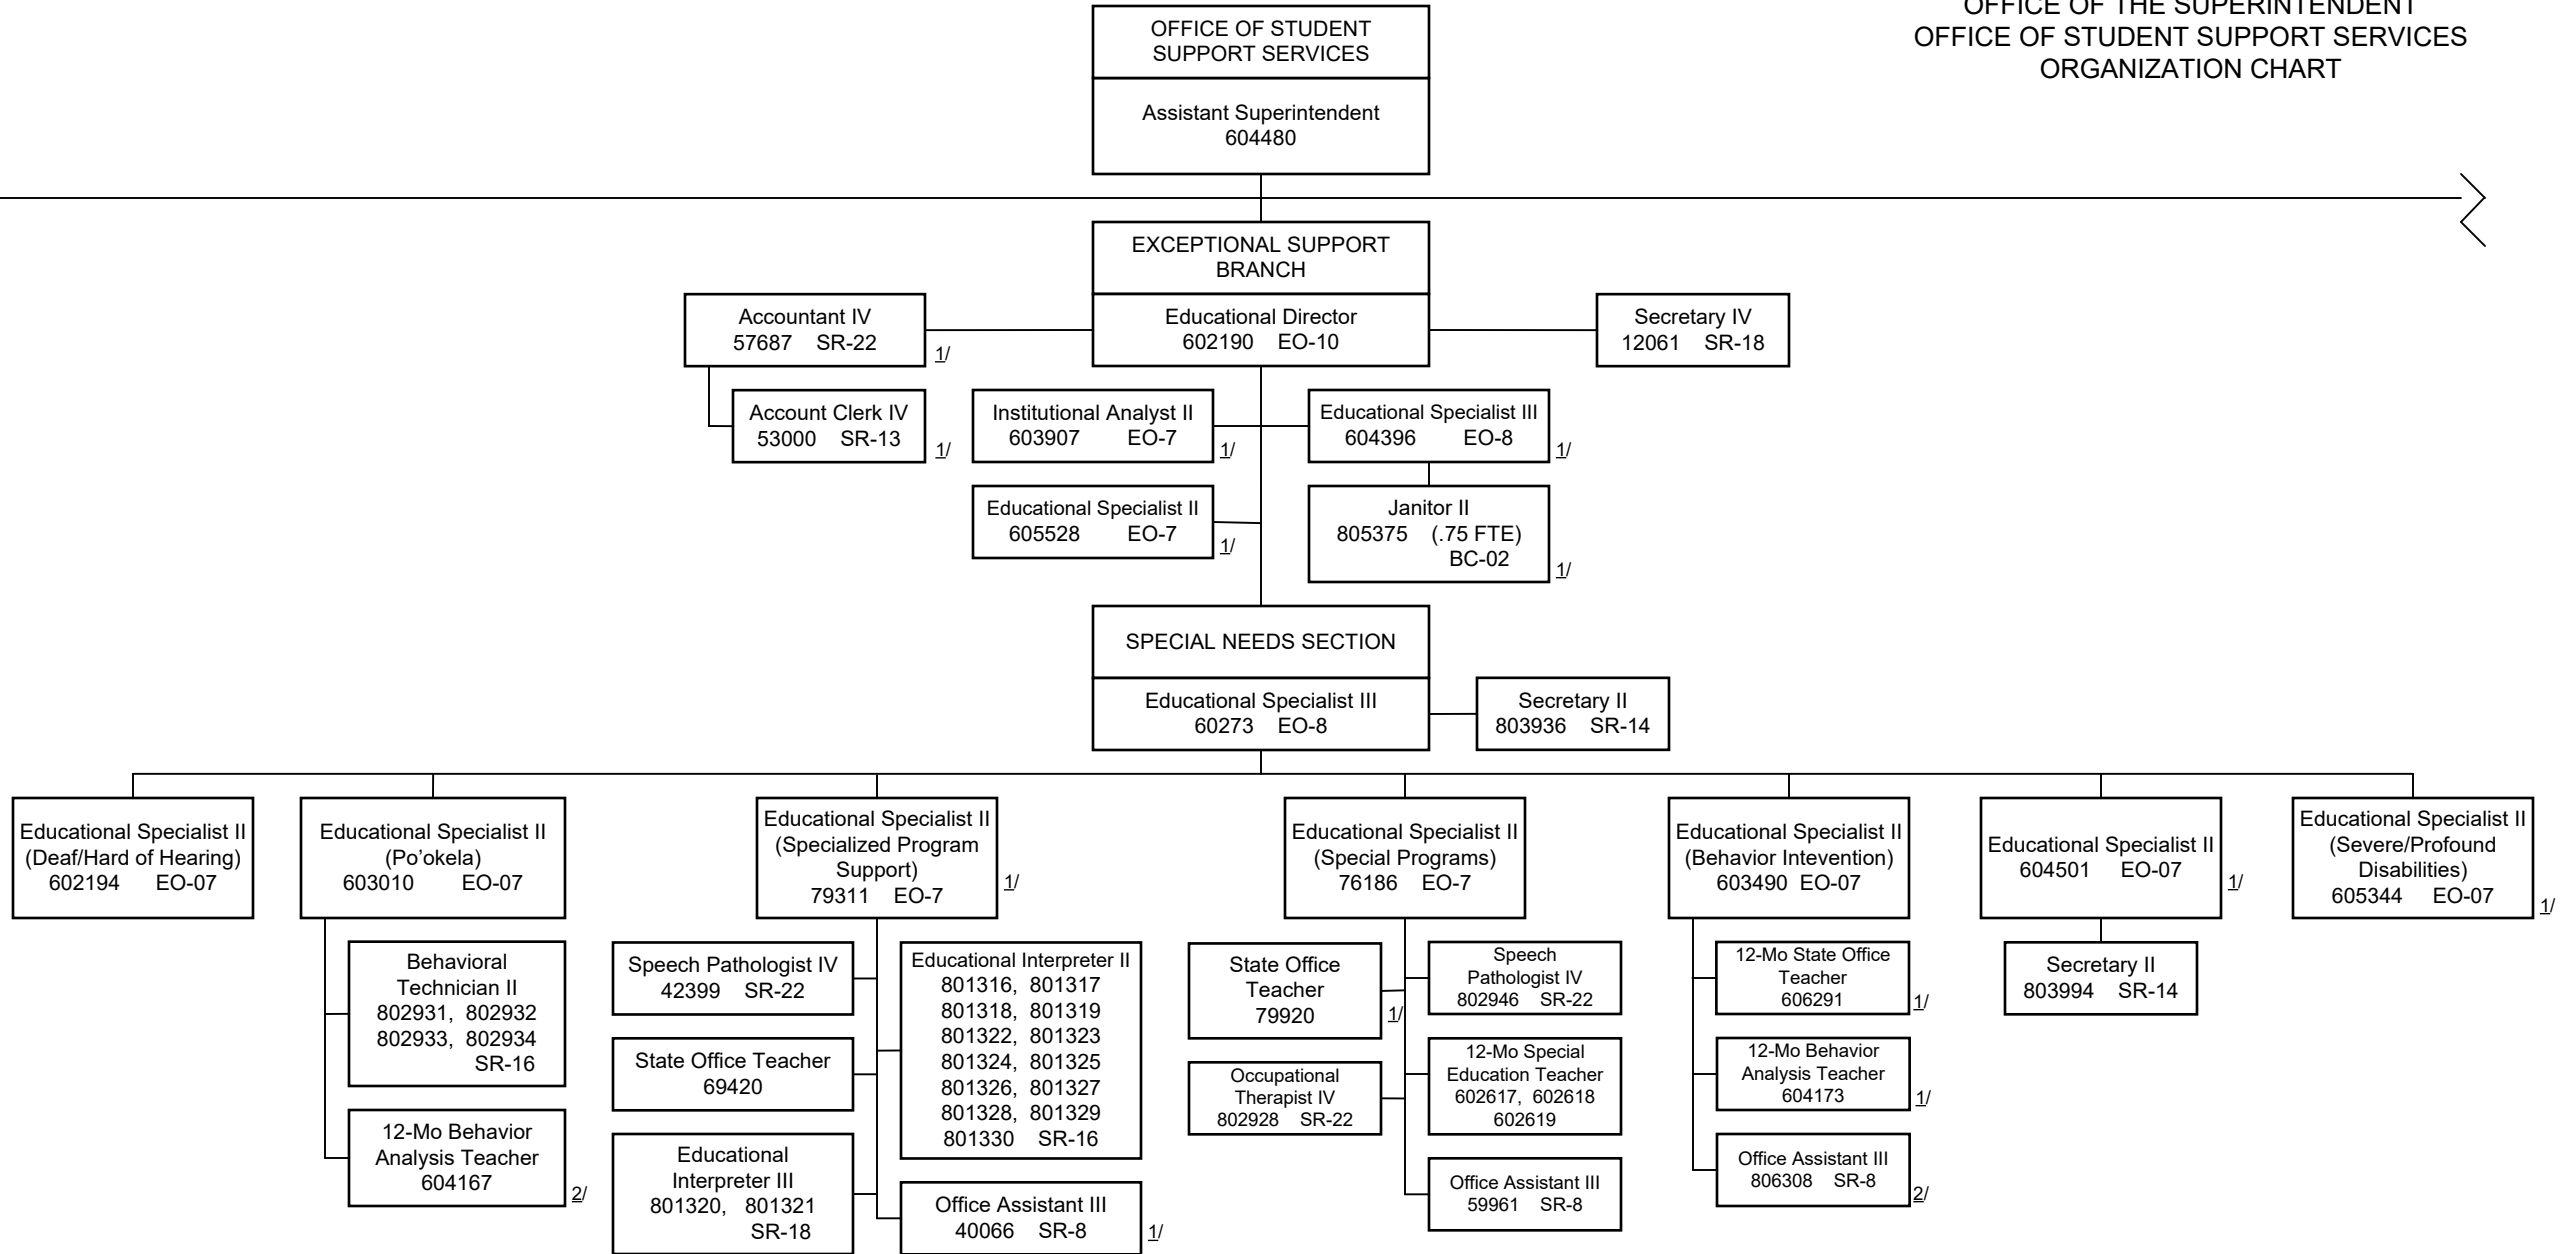 OFFICE OF THE SUPERINTENDENT
OFFICE OF STUDENT SUPPORT SERVICES
ORGANIZATION CHART
OFFICE OF STUDENT
SUPPORT SERVICES
Assistant Superintendent
604480
EXCEPTIONAL SUPPORT
BRANCH
Educational Director
602190 EO-10
Accountant IV
57687 SR-22
1/
Secretary IV
12061 SR-18
Account Clerk IV
53000 SR-13
1/
Institutional Analyst II
603907 EO-7
1/
Educational Specialist III
604396 EO-8
1/
Educational Specialist II
605528 EO-7
1/
Janitor II
805375 (.75 FTE)
BC-02
1/
SPECIAL NEEDS SECTION
Educational Specialist III
60273 EO-8
Secretary II
803936 SR-14
Educational Specialist II
(Deaf/Hard of Hearing)
602194 EO-07
Educational Specialist II
(Po’okela)
603010 EO-07
Behavioral
Technician II
802931, 802932
802933, 802934
SR-16
12-Mo Behavior
Analysis Teacher
604167
2/
Educational Specialist II
(Specialized Program
Support)
79311 EO-7
1/
Speech Pathologist IV
42399 SR-22
State Office Teacher
69420
Educational
Interpreter III
801320, 801321
SR-18
Educational Interpreter II
801316, 801317
801318, 801319
801322, 801323
801324, 801325
801326, 801327
801328, 801329
801330 SR-16
Office Assistant III
40066 SR-8
1/
Educational Specialist II
(Special Programs)
76186 EO-7
State Office
Teacher
79920
1/
Occupational
Therapist IV
802928 SR-22
Speech
Pathologist IV
802946 SR-22
12-Mo Special
Education Teacher
602617, 602618
602619
Office Assistant III
59961 SR-8
Educational Specialist II
(Behavior Intevention)
603490 EO-07
12-Mo State Office
Teacher
606291
1/
12-Mo Behavior
Analysis Teacher
604173
1/
Office Assistant III
806308 SR-8
2/
Educational Specialist II
604501 EO-07
1/
Secretary II
803994 SR-14
Educational Specialist II
(Severe/Profound
Disabilities)
605344 EO-07
1/